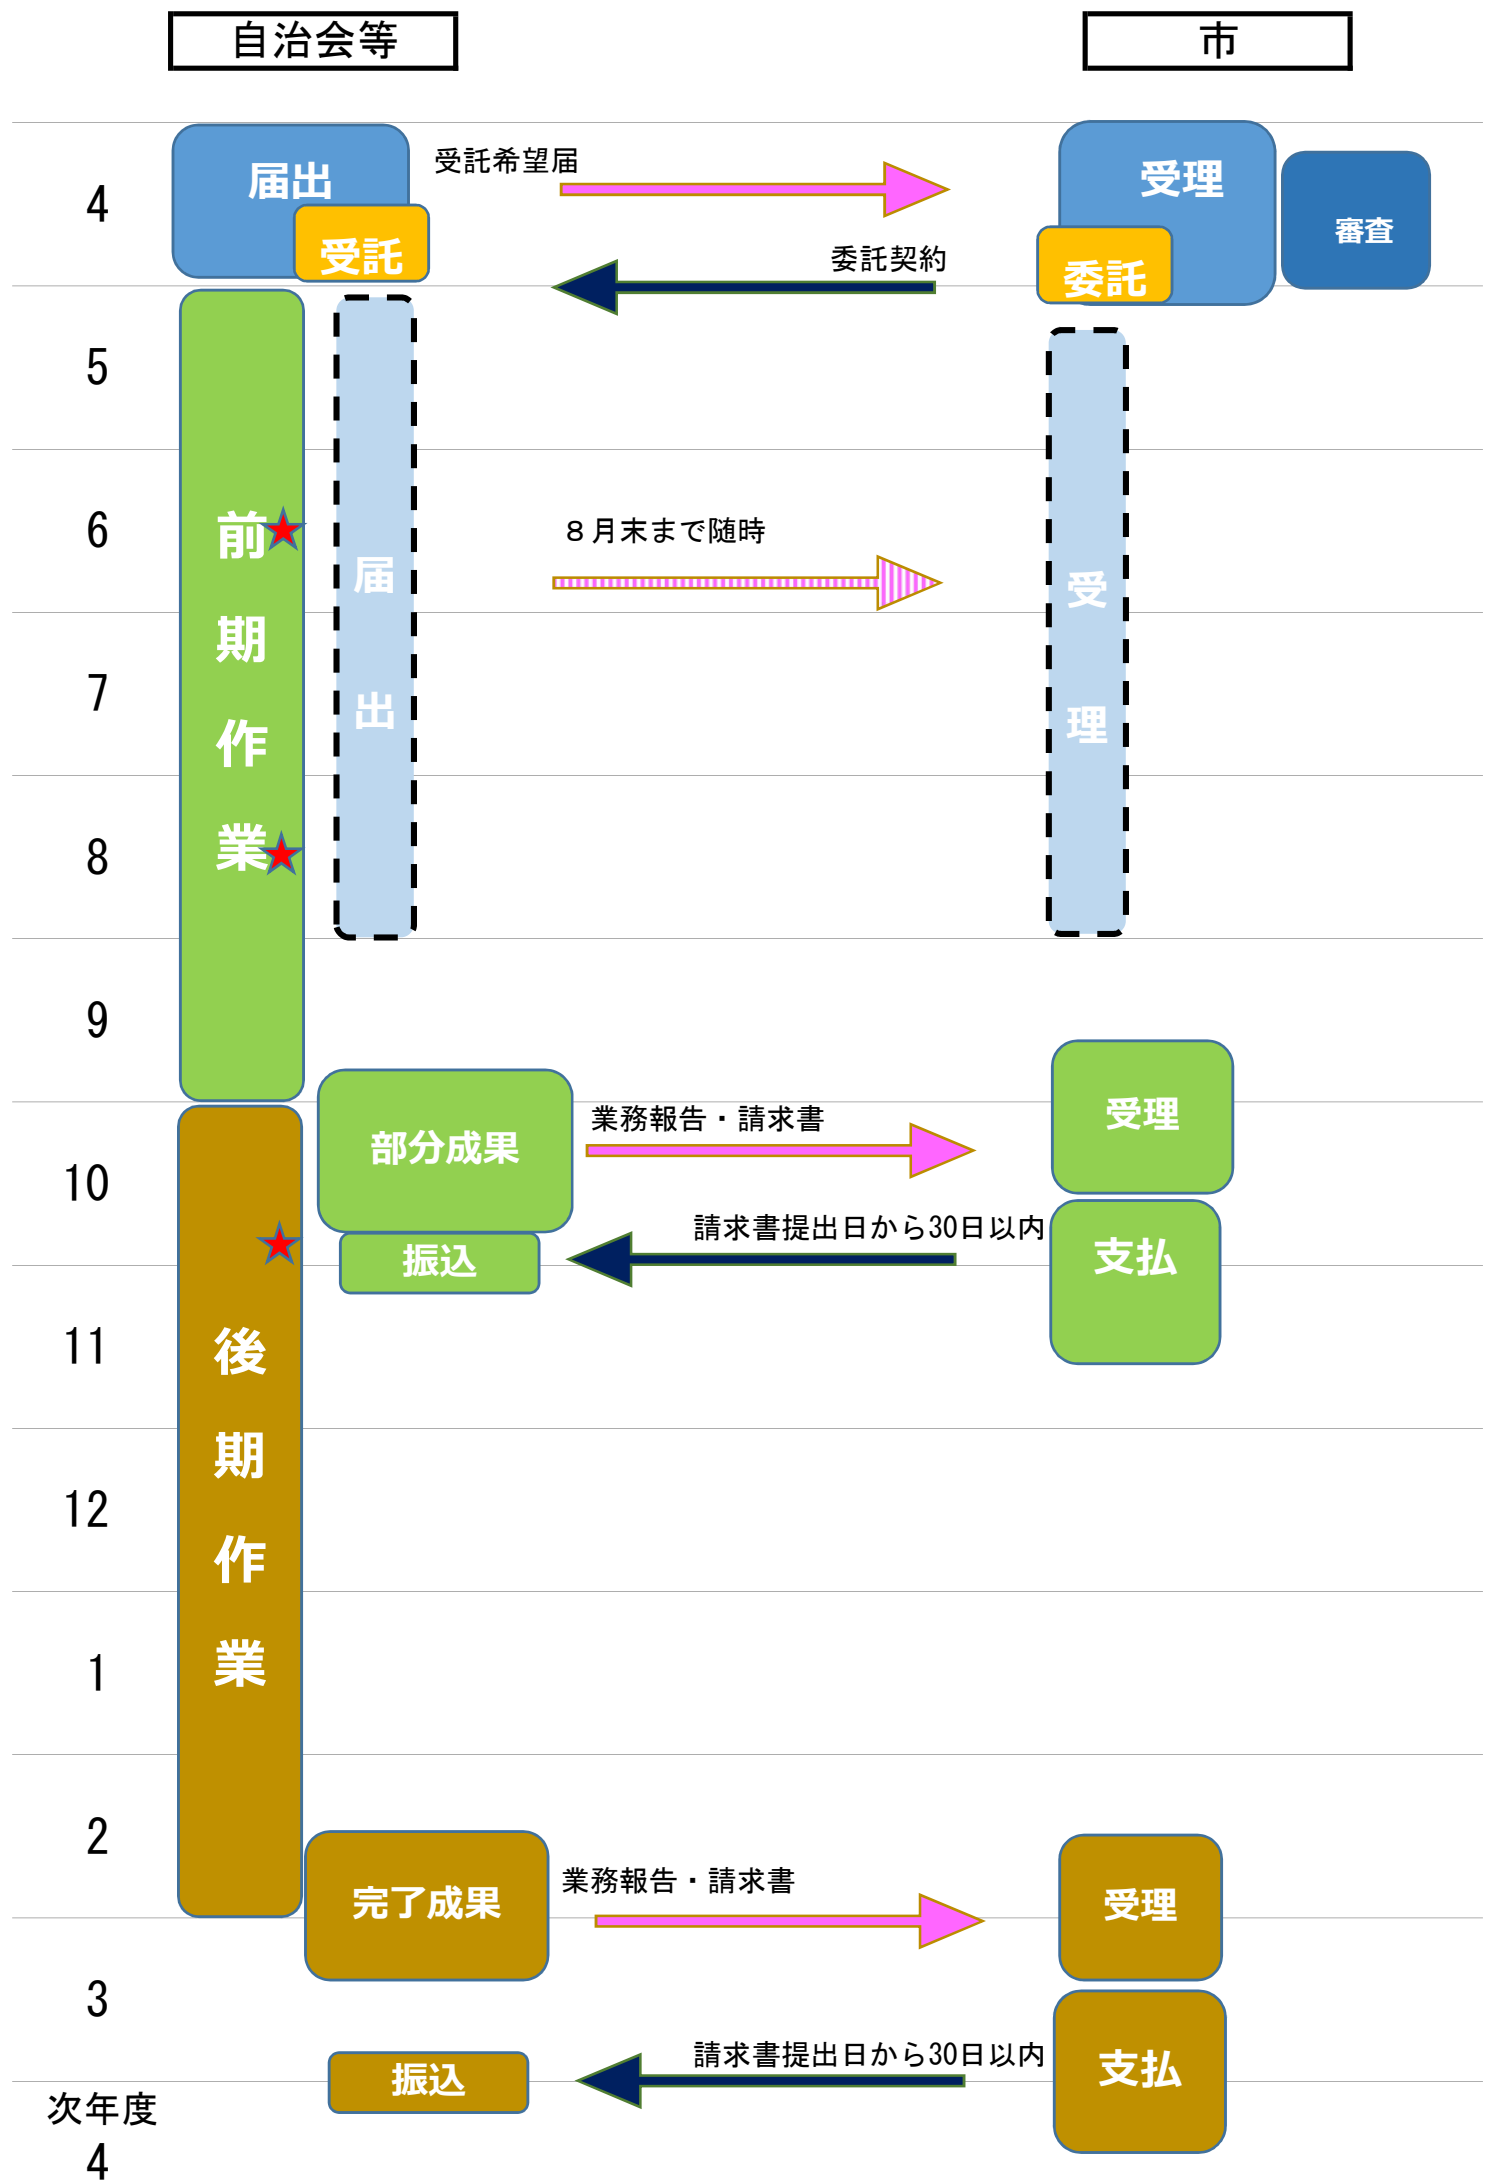 自治会等
市
4
届出
受託
受託希望届
委託契約
受理
委託
審査
5
6
7
8
9
前期作業
届出
８月末まで随時
受理
10
部分成果
業務報告・請求書
受理
振込
請求書提出日から30日以内
支払
11
12
1
2
後期作業
完了成果
業務報告・請求書
受理
3
振込
請求書提出日から30日以内
支払
次年度
4